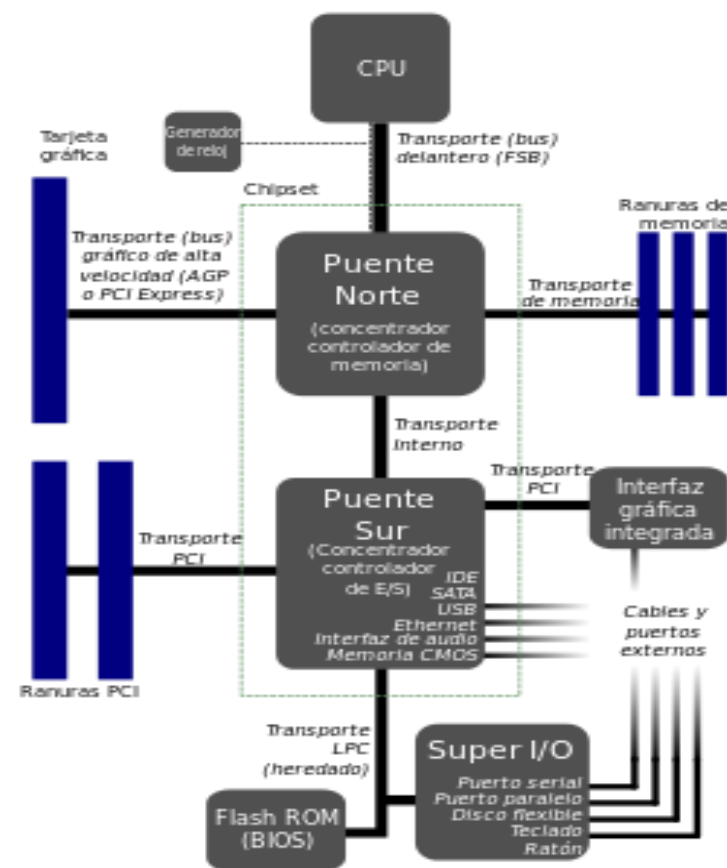 CPU
Generador
de reloj
Transporte (bus)
delantero (FSB)
Tarjeta
gráfica
Chipset
Ranuras de
memoria
Transporte (bus)
gráfico de alta
velocidad (AGP
o PCI Express)
Puente
Norte
(concentrador
controlador de
memoria)
Transporte
de memoria
Transporte
Interno
Transporte
PCI
Interfaz
gráfica
integrada
Puente
Sur
(Concentrador
controlador
de E/S)
IDE
SATA
USB
Ethernet
Interfaz de audio
Memoria CMOS
Transporte
PCI
Cables y
puertos
externos
Ranuras PCI
Transporte
LPC
(heredado)
Super I/O
Puerto serial
Puerto paralelo
Disco flexible
Teclado
Ratón
Flash ROM
(BIOS)